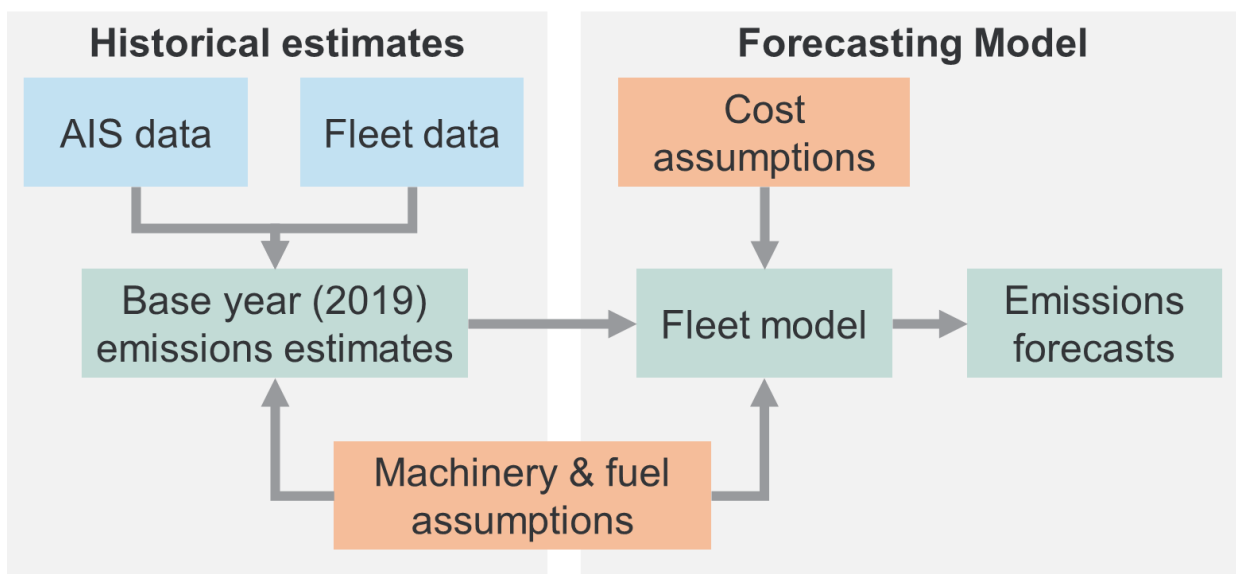 Historical estimates
AIS data
Fleet data
Base year (2019)
emissions estimates
Forecasting Model
Cost
assumptions
Fleet model
Emissions
forecasts
Machinery & fuel
assumptions